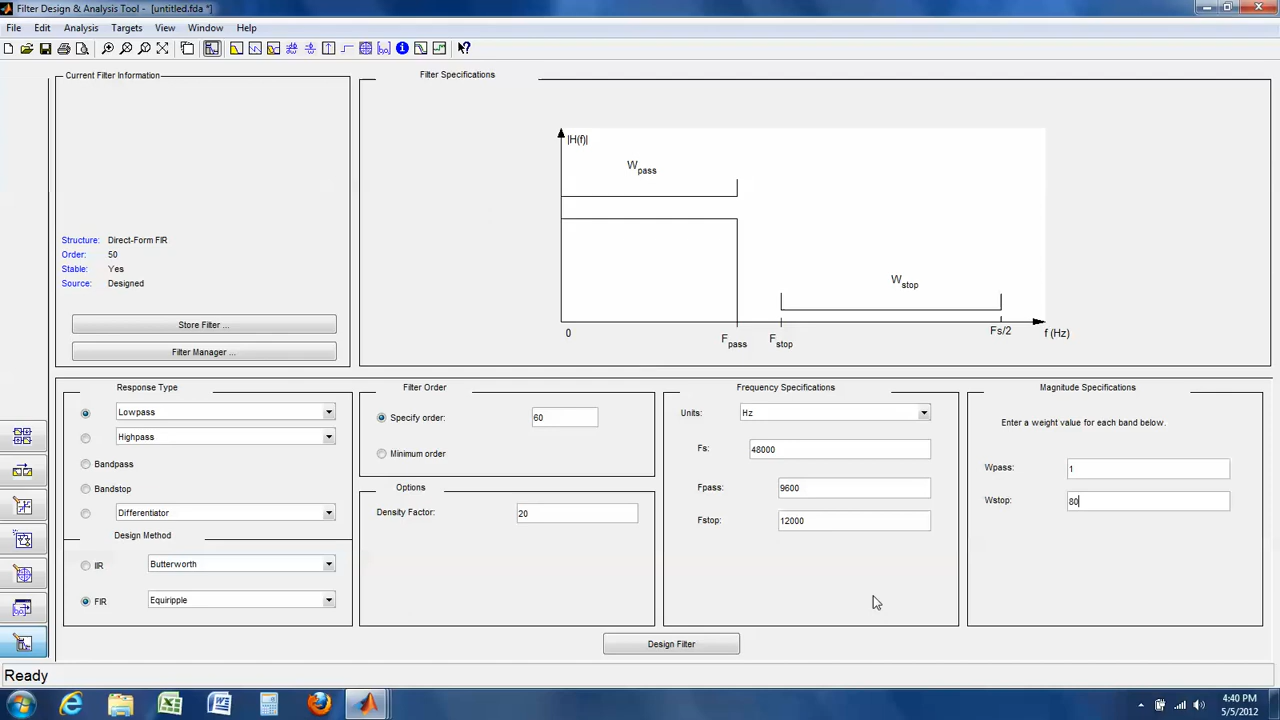 Filter Design & Analysis Tool - [untitled.fda *]
File Edit Analysis Targets View Window Help
Current Filter Information
Structure: Direct-Form FIR
Order: 50
Stable: Yes
Source: Designed
Store Filter ...
Filter Manager ...
Filter Specifications
|H(f)|
Wpass
Wstop
0
Fpass
Fstop
Fs/2
f (Hz)
Response Type
Lowpass
Highpass
Bandpass
Bandstop
Differentiator
Design Method
IIR Butterworth
FIR Equiripple
Filter Order
Specify order: 60
Minimum order
Options
Density Factor: 20
Frequency Specifications
Units: Hz
Fs: 48000
Fpass: 9600
Fstop: 12000
Magnitude Specifications
Enter a weight value for each band below.
Wpass: 1
Wstop: 80
Design Filter
Ready
4:40 PM
5/5/2012